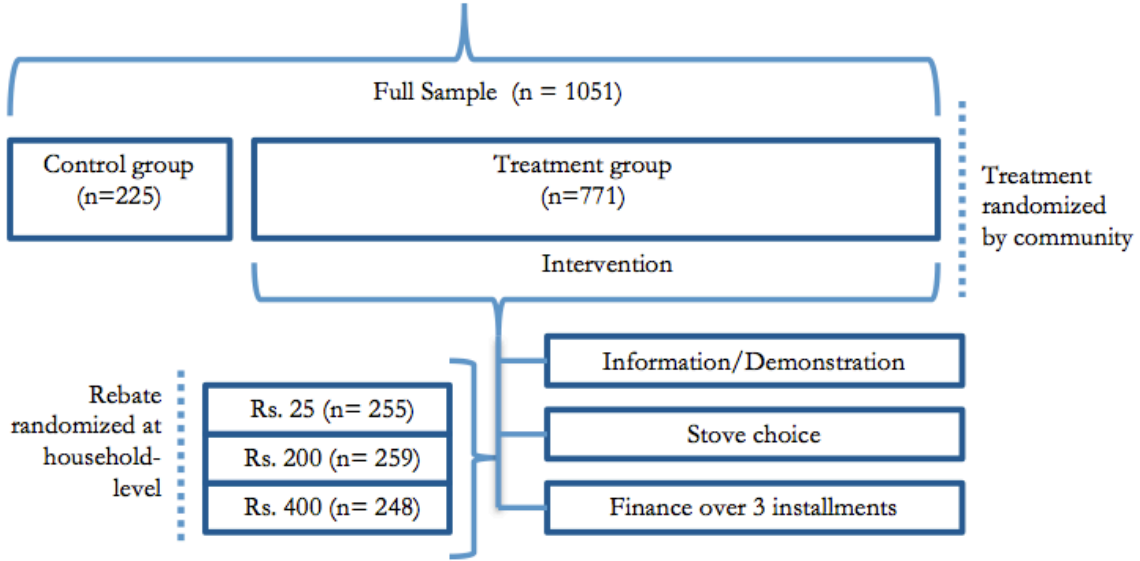 Full Sample (n = 1051)
Control group
(n=225)
Treatment group
(n=771)
Treatment
randomized
by community
Intervention
Information/Demonstration
Stove choice
Finance over 3 installments
Rebate
randomized at
household-
level
Rs. 25 (n= 255)
Rs. 200 (n= 259)
Rs. 400 (n= 248)